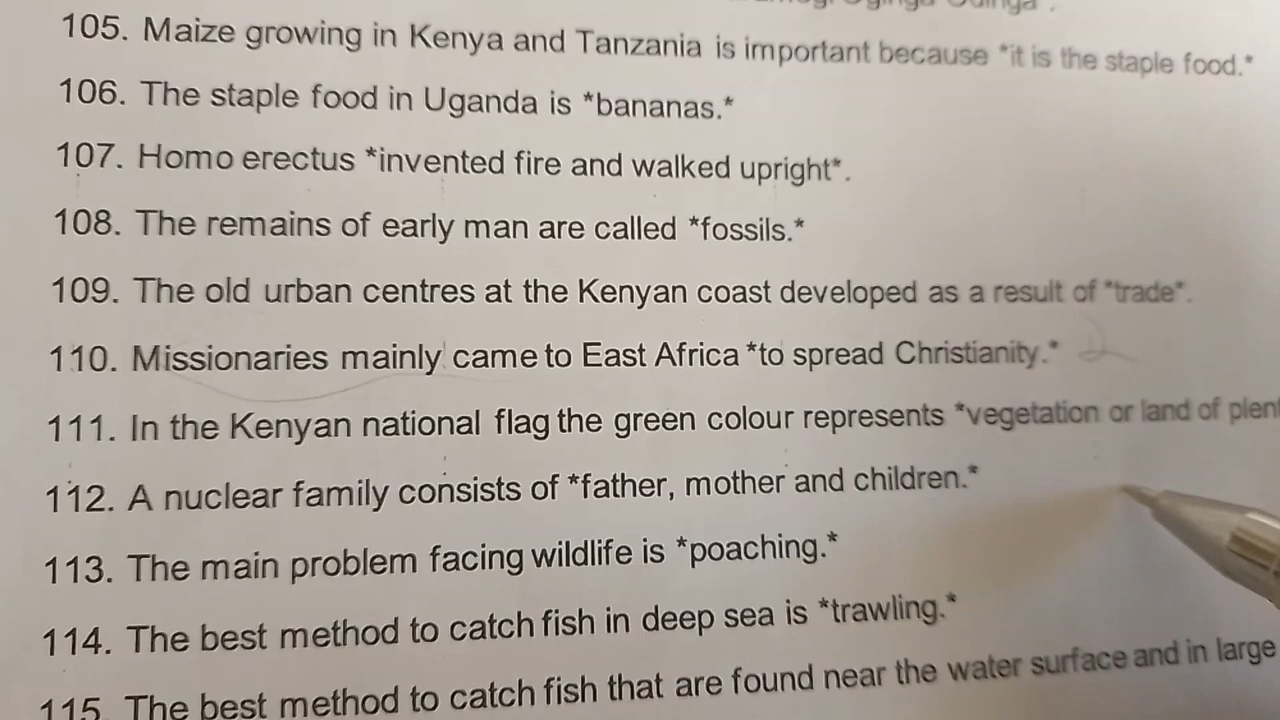 105. Maize growing in Kenya and Tanzania is important because *it is the staple food.*
106. The staple food in Uganda is *bananas.*
107. Homo erectus *invented fire and walked upright*.
108. The remains of early man are called *fossils.*
109. The old urban centres at the Kenyan coast developed as a result of *trade*.
110. Missionaries mainly came to East Africa *to spread Christianity.*
111. In the Kenyan national flag the green colour represents *vegetation or land of plent
112. A nuclear family consists of *father, mother and children.*
113. The main problem facing wildlife is *poaching.*
114. The best method to catch fish in deep sea is *trawling.*
115. The best method to catch fish that are found near the water surface and in large